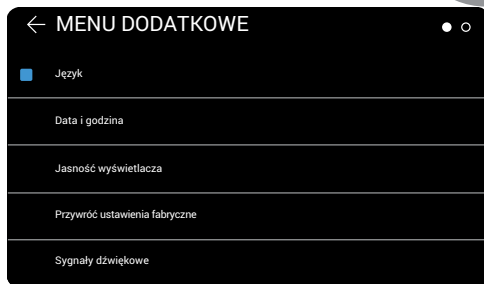 MENU DODATKOWE
Język
Data i godzina
Jasność wyświetlacza
Przywróć ustawienia fabryczne
Sygnały dźwiękowe